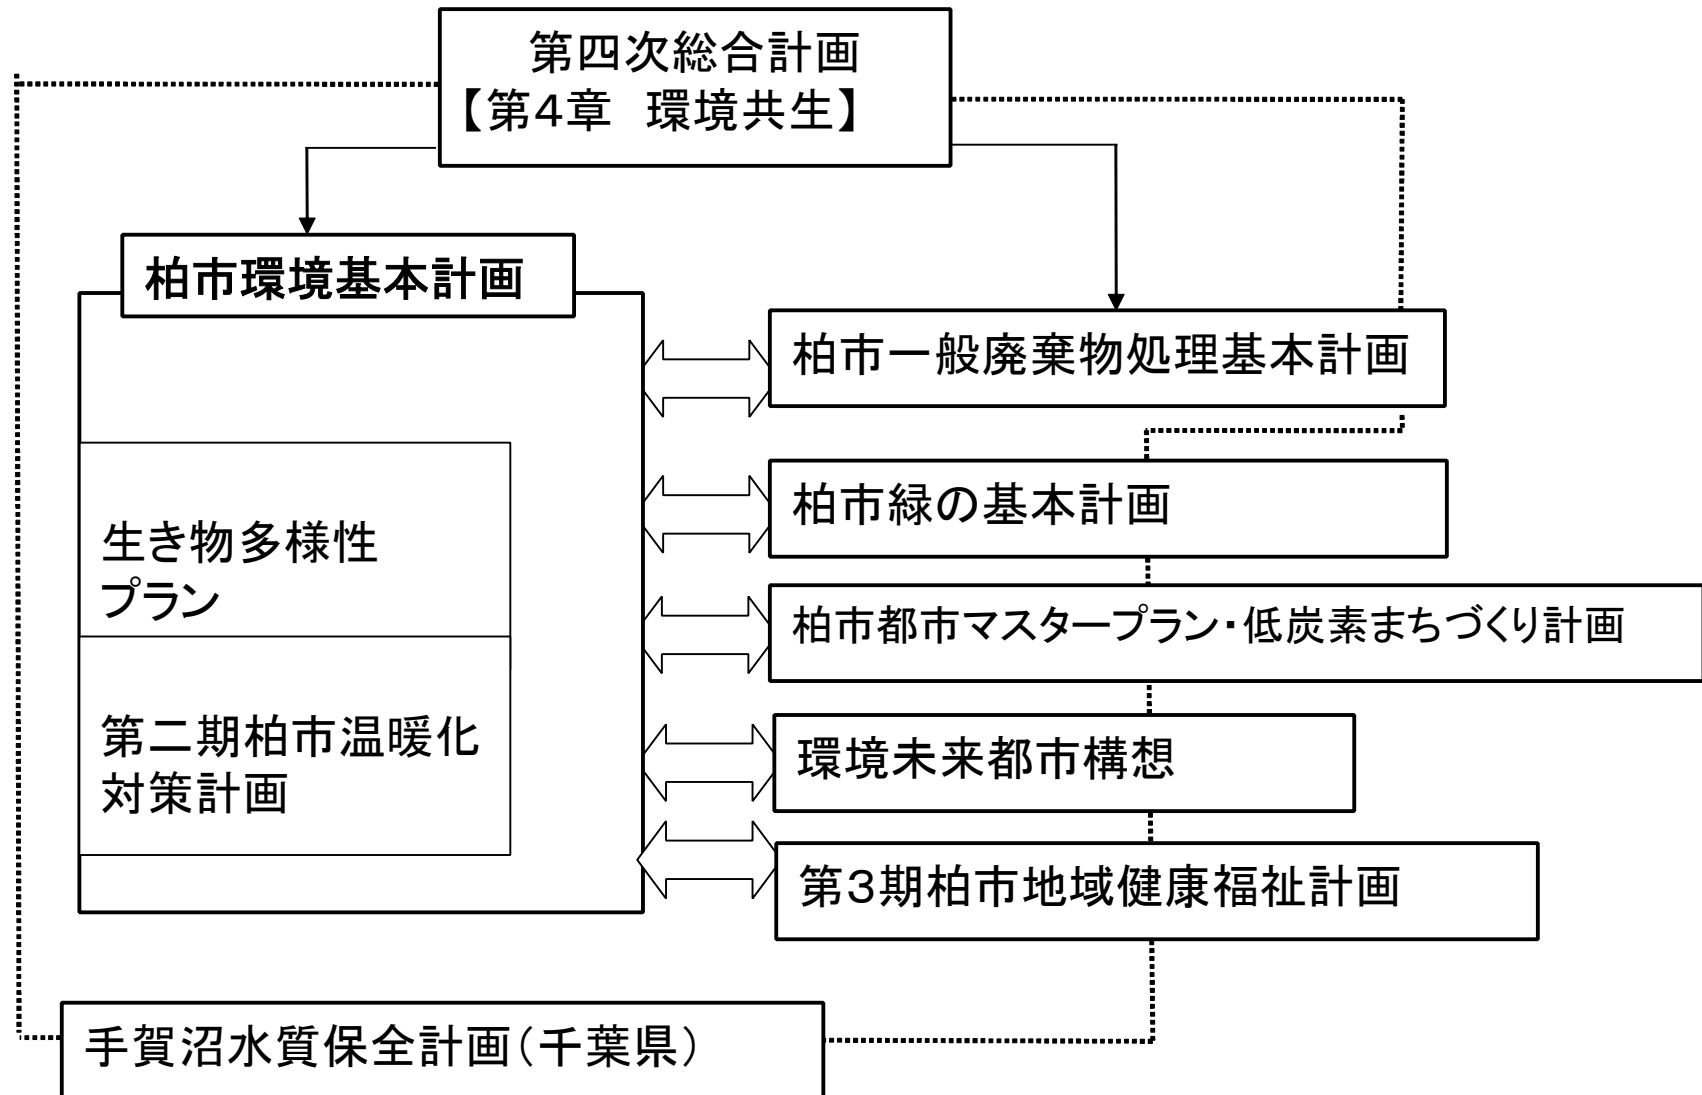 第四次総合計画
【第４章　環境共生】
柏市環境基本計画
柏市一般廃棄物処理基本計画
柏市緑の基本計画
生き物多様性
プラン
柏市都市マスタープラン・低炭素まちづくり計画
第二期柏市温暖化
対策計画
環境未来都市構想
第３期柏市地域健康福祉計画
手賀沼水質保全計画（千葉県）